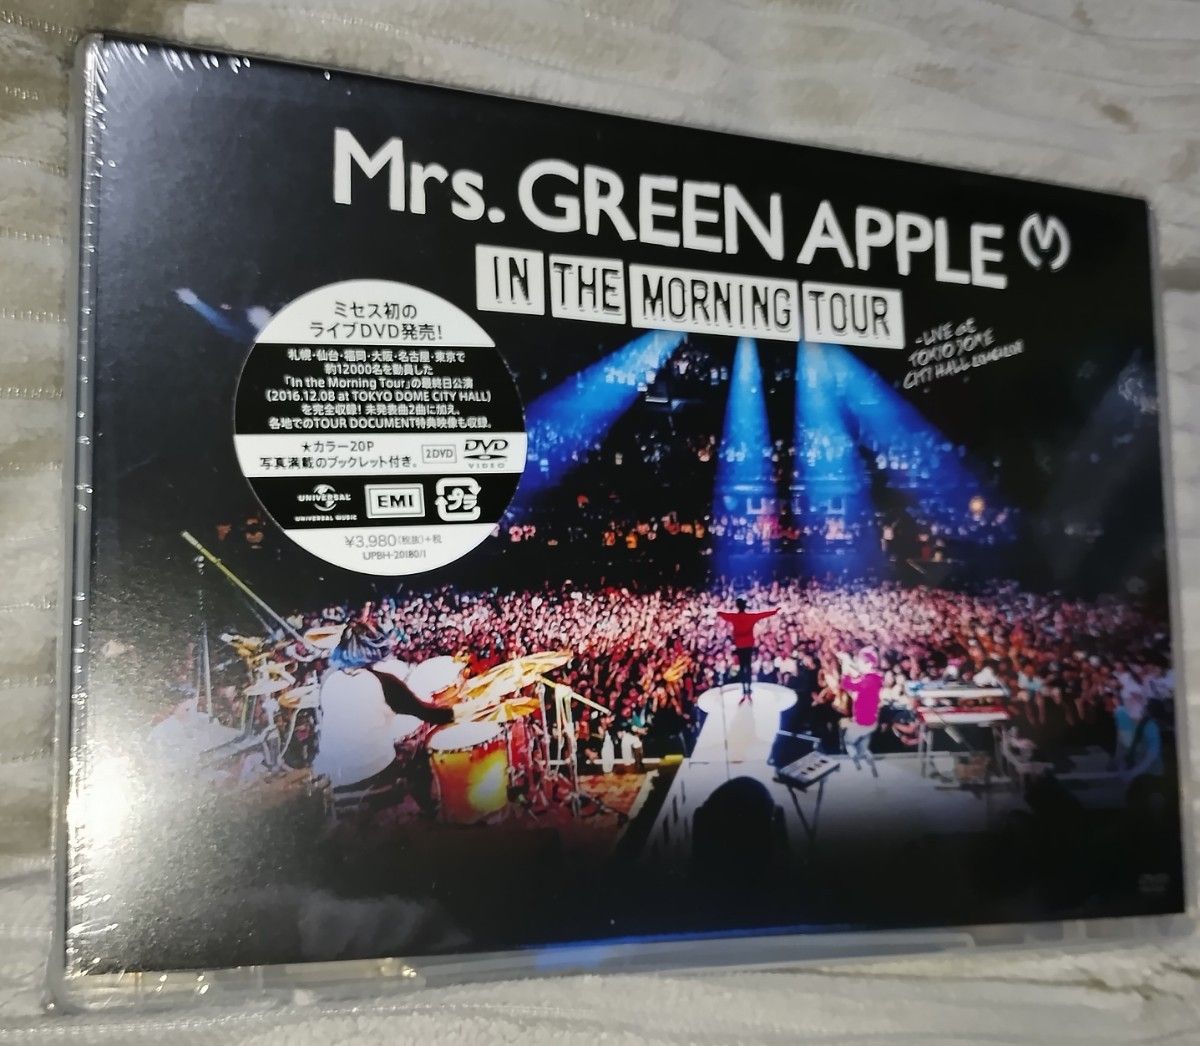 Mrs. GREEN APPLE
IN THE MORNING TOUR
-LIVE at
TOKYO DOME
CITY HALL 20161208
ミセス初の
ライブDVD発売!
札幌・仙台・福岡・大阪・名古屋・東京で
約12000名を動員した
「In the Morning Tour」の最終日公演
(2016.12.08 at TOKYO DOME CITY HALL)
を完全収録! 未発表曲2曲に加え、
各地でのTOUR DOCUMENT特典映像も収録。
★カラー20P
写真満載のブックレット付き。
2DVD
DVD
VIDEO
UNIVERSAL
UNIVERSAL MUSIC
EMI
プラ
¥3,980(税抜)+税
UPBH-20180/1
DVD